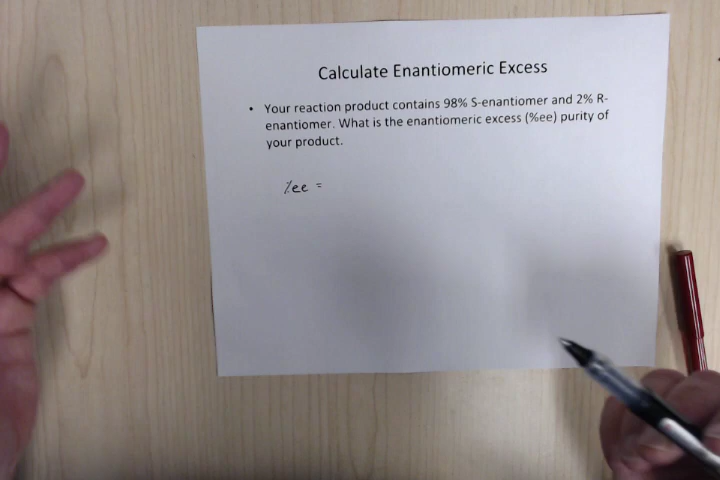 Calculate Enantiomeric Excess
• Your reaction product contains 98% S-enantiomer and 2% R-
enantiomer. What is the enantiomeric excess (%ee) purity of
your product.
%ee =